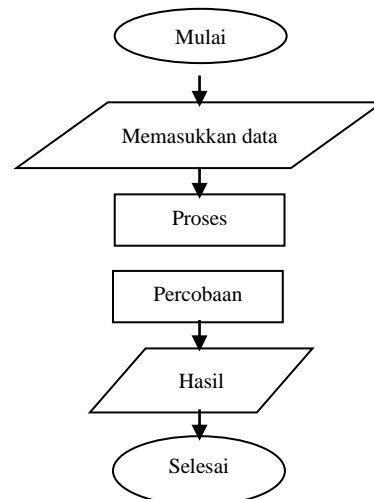 Mulai
Memasukkan data
Proses
Percobaan
Hasil
Selesai